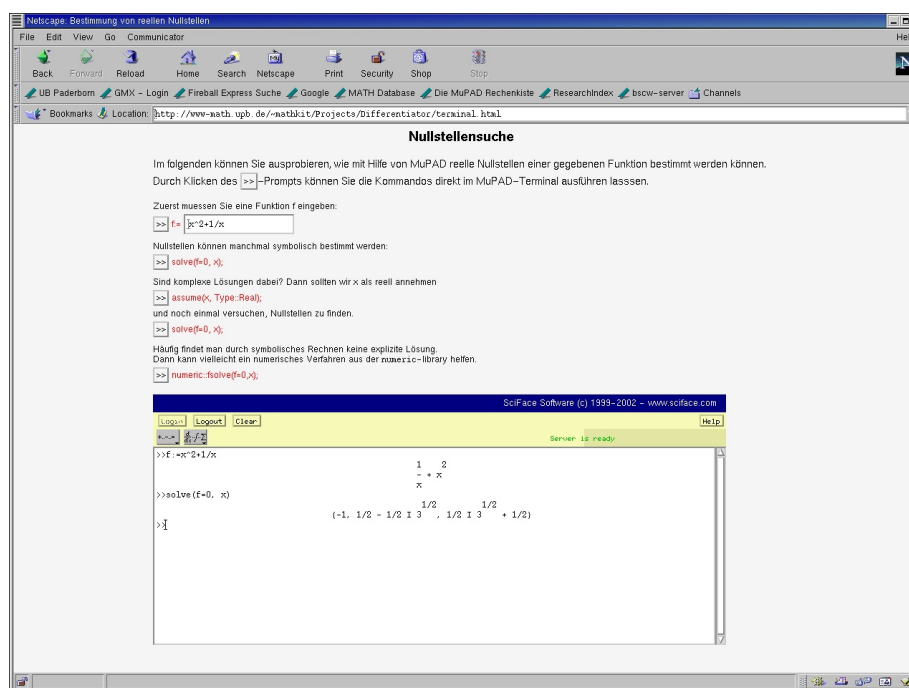 Netscape: Bestimmung von reellen Nullstellen
File Edit View Go Communicator Hel
Back Forward Reload Home Search Netscape Print Security Shop Stop
UB Paderborn GMX - Login Fireball Express Suche Google MATH Database Die MuPAD Rechenkiste ResearchIndex bscw-server Channels
Bookmarks Location: http://www-math.upb.de/~mathkit/Projects/Differentiator/terminal.html
Nullstellensuche
Im folgenden können Sie ausprobieren, wie mit Hilfe von MuPAD reelle Nullstellen einer gegebenen Funktion bestimmt werden können.
Durch Klicken des >> -Prompts können Sie die Kommandos direkt im MuPAD-Terminal ausführen lasssen.
Zuerst muessen Sie eine Funktion f eingeben:
>> f:= x^2+1/x
Nullstellen können manchmal symbolisch bestimmt werden:
>> solve(f=0, x);
Sind komplexe Lösungen dabei? Dann sollten wir x als reell annehmen
>> assume(x, Type::Real);
und noch einmal versuchen, Nullstellen zu finden.
>> solve(f=0, x);
Häufig findet man durch symbolisches Rechnen keine explizite Lösung.
Dann kann vielleicht ein numerisches Verfahren aus der numeric-library helfen.
>> numeric::fsolve(f=0,x);
SciFace Software (c) 1999-2002 - www.sciface.com
Login Logout Clear Help
Server is ready
>>f:=x^2+1/x
1 2
- + x
x
>>solve(f=0, x)
1/2 1/2
{-1, 1/2 - 1/2 I 3 , 1/2 I 3 + 1/2}
>>